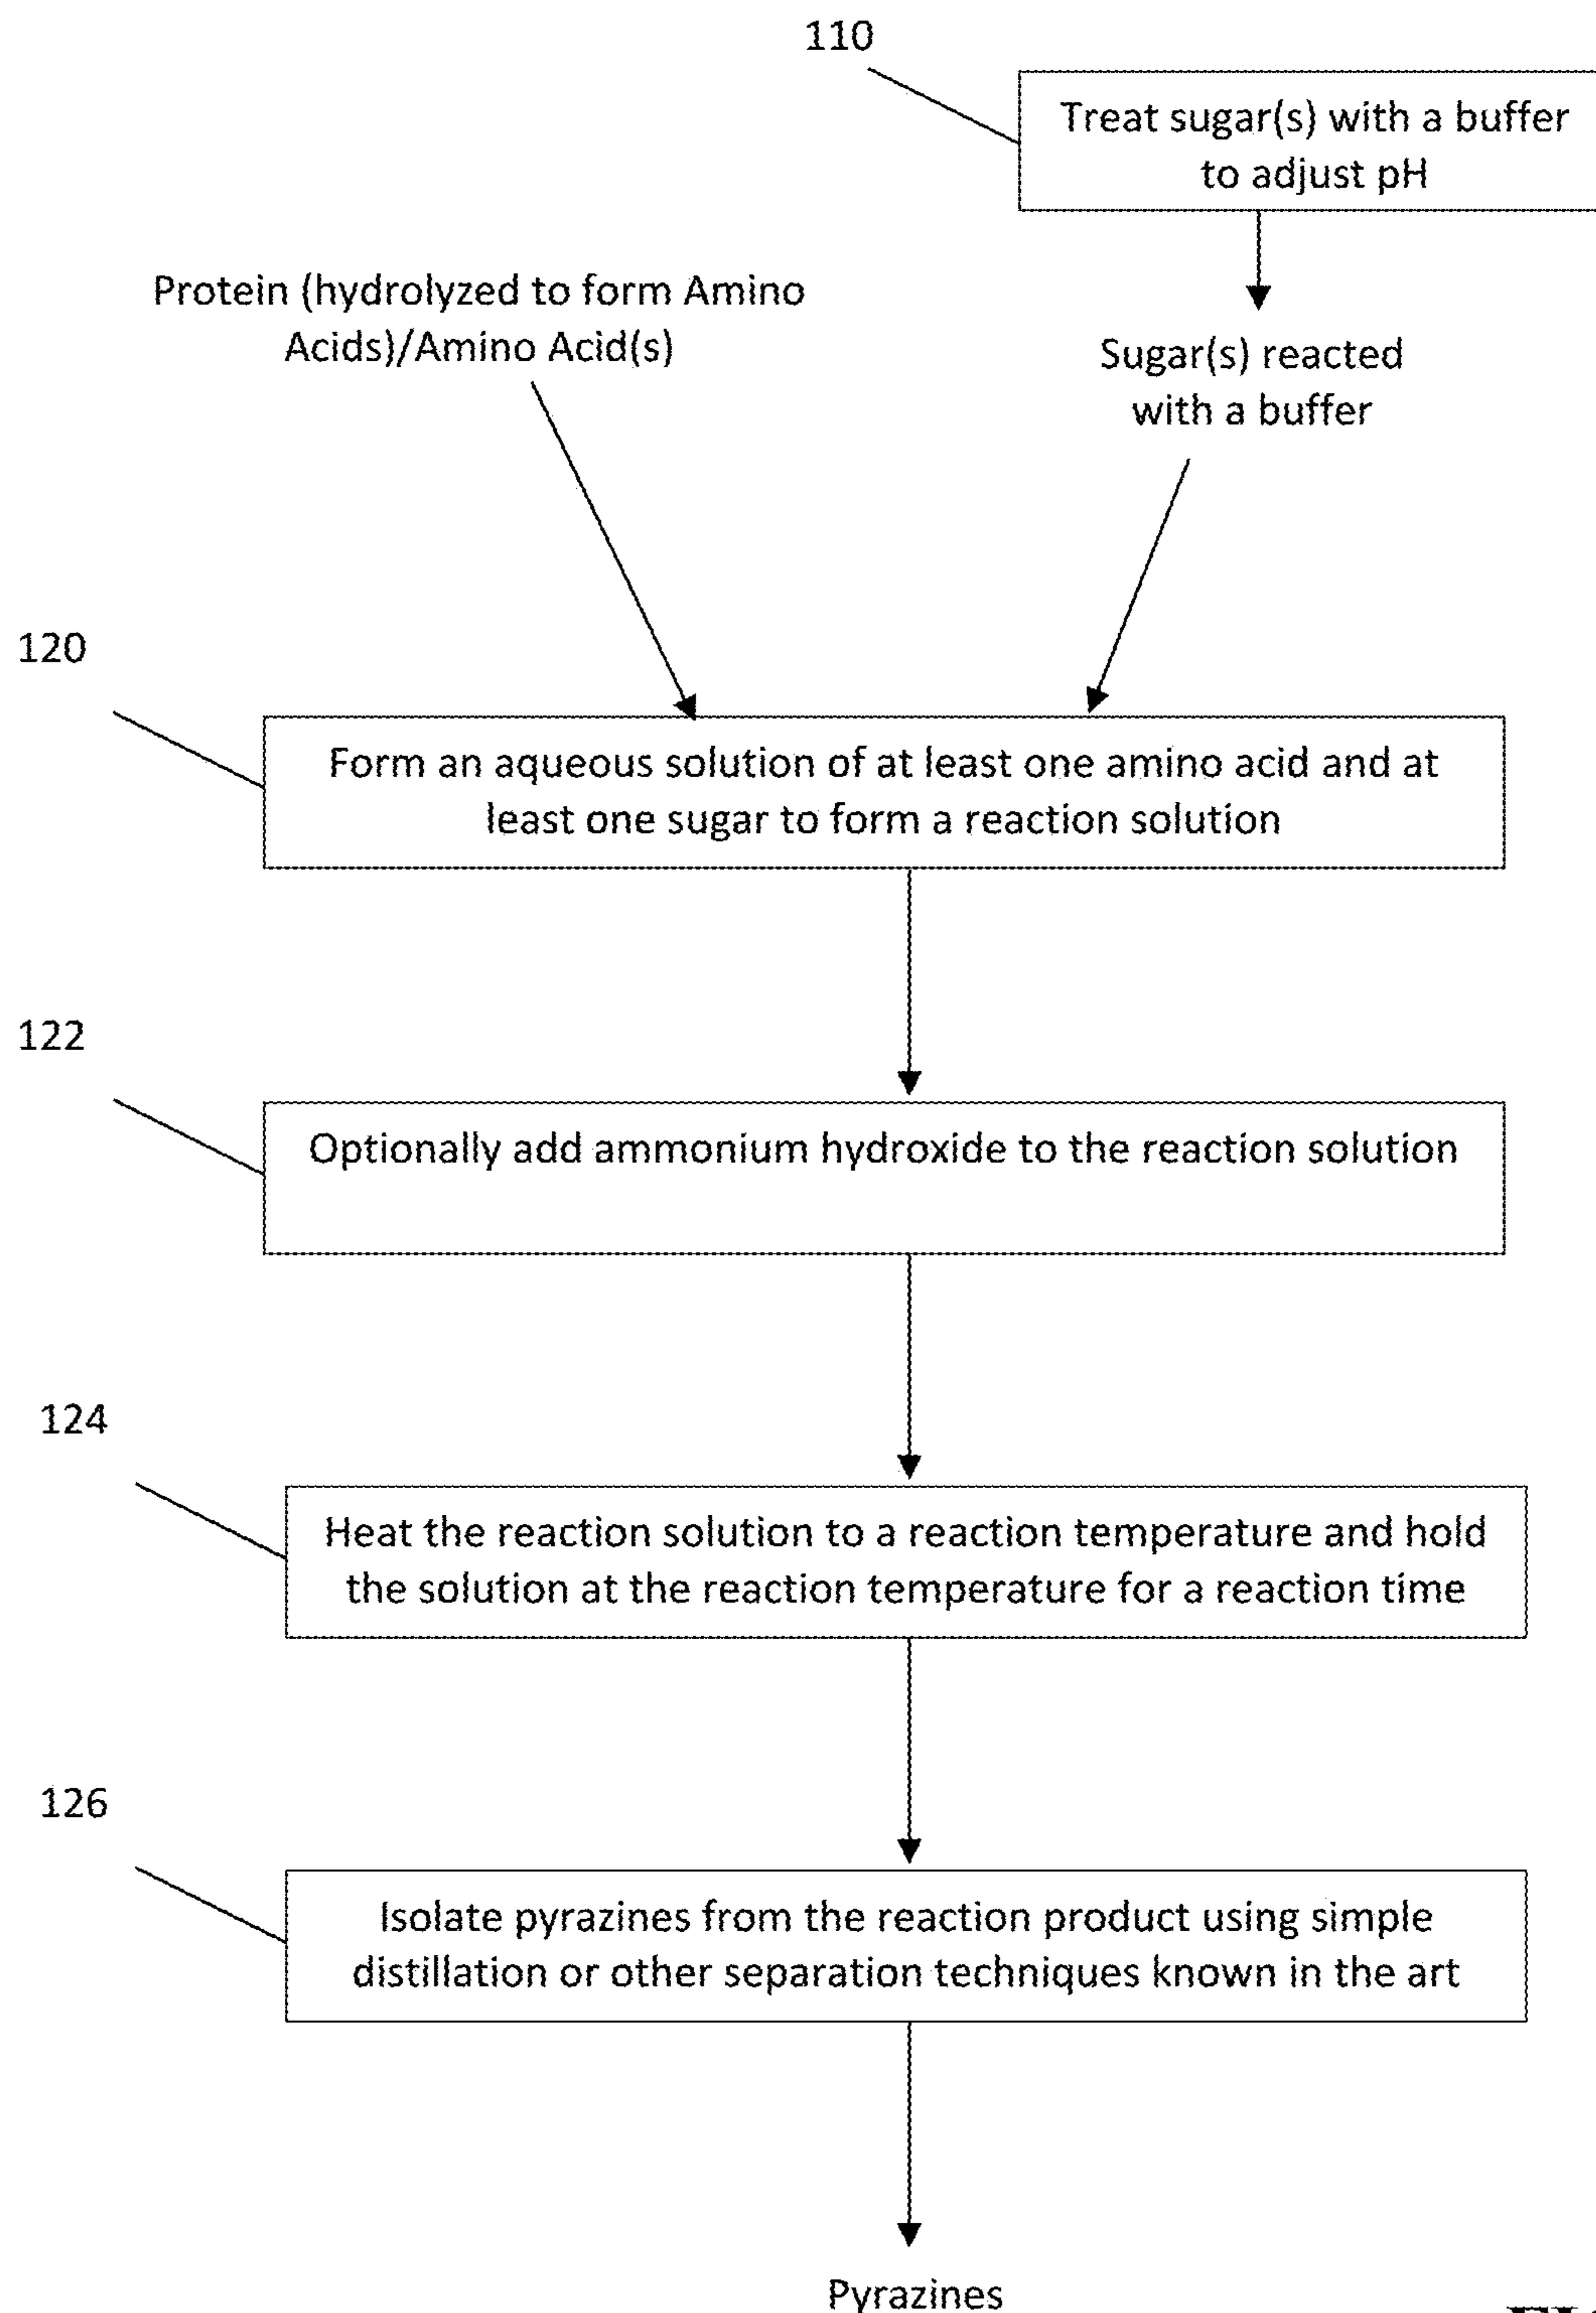 110
Treat sugar(s) with a buffer
to adjust pH
Protein (hydrolyzed to form Amino
Acids)/Amino Acid(s)
Sugar(s) reacted
with a buffer
120
Form an aqueous solution of at least one amino acid and at
least one sugar to form a reaction solution
122
Optionally add ammonium hydroxide to the reaction solution
124
Heat the reaction solution to a reaction temperature and hold
the solution at the reaction temperature for a reaction time
126
Isolate pyrazines from the reaction product using simple
distillation or other separation techniques known in the art
Pyrazines